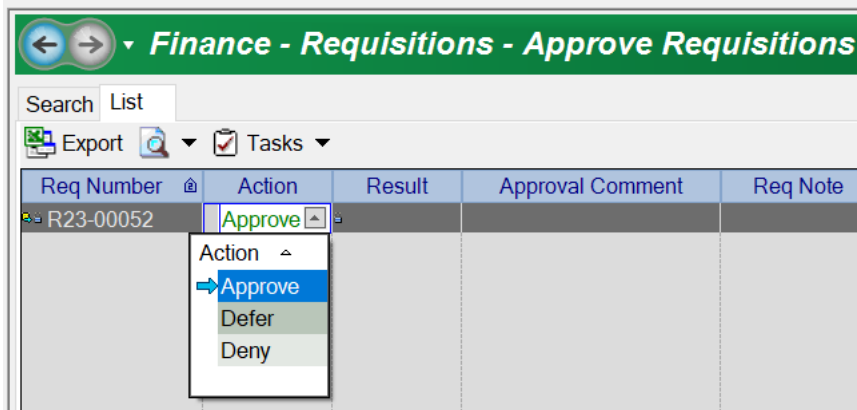 Finance - Requisitions - Approve Requisitions
Search List
Export Tasks
Req Number Action Result Approval Comment Req Note
R23-00052 Approve
Action
Approve
Defer
Deny